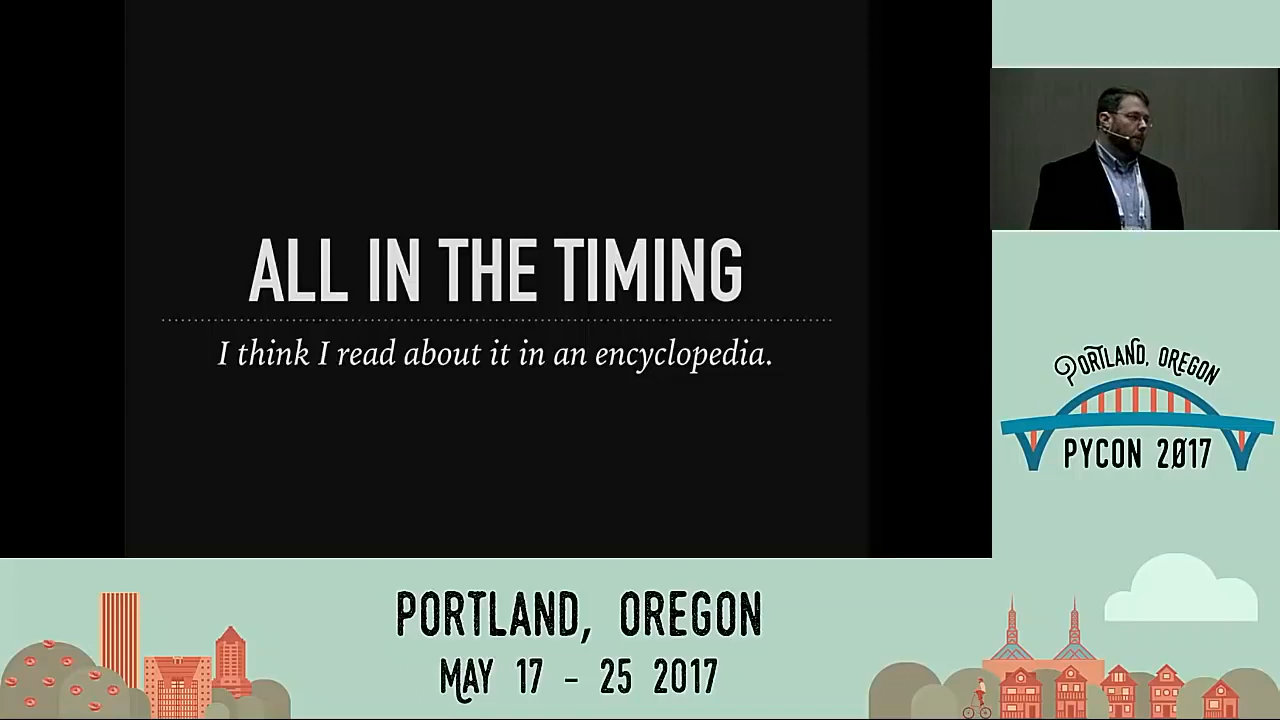 ALL IN THE TIMING
I think I read about it in an encyclopedia.
PORTLAND, OREGON
PYCON 2017
PORTLAND, OREGON
MAY 17 - 25 2017